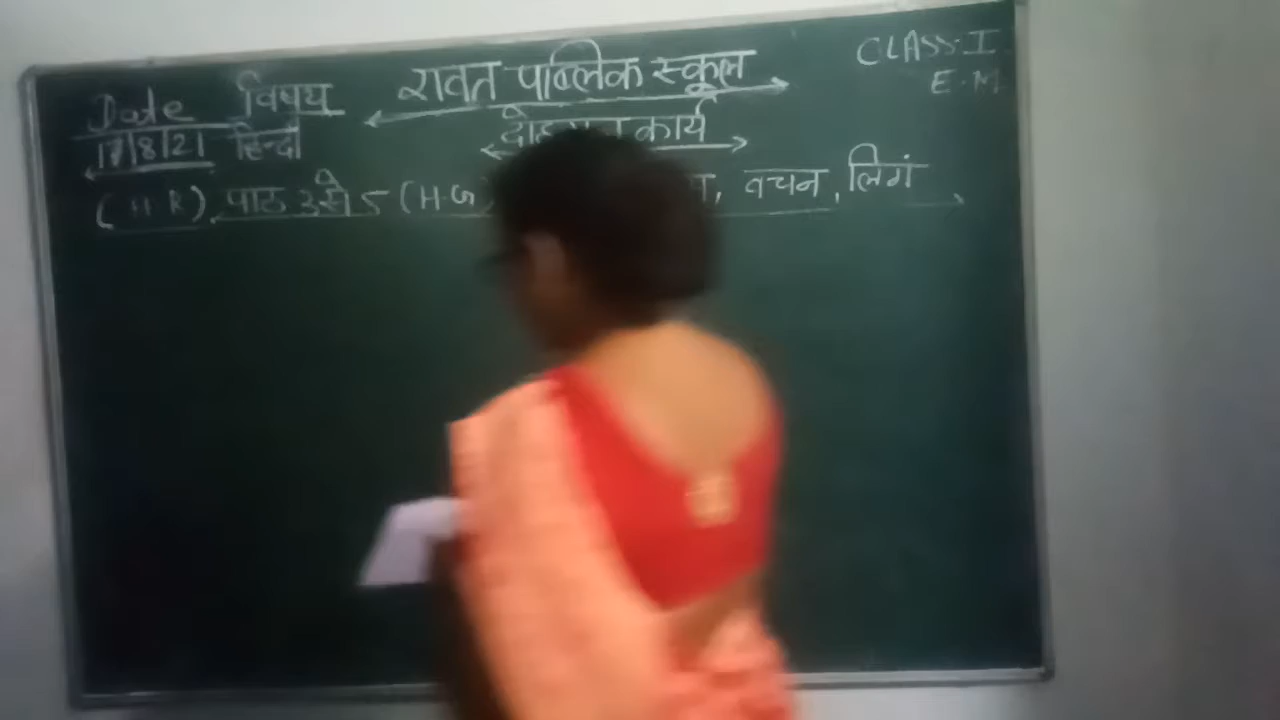 रावत पब्लिक स्कूल
CLASS-I
E.M
Date विषय
17/8/21 हिन्दी
कार्य
(H R) पाठ 3 से 5 (H.G वचन, लिगं